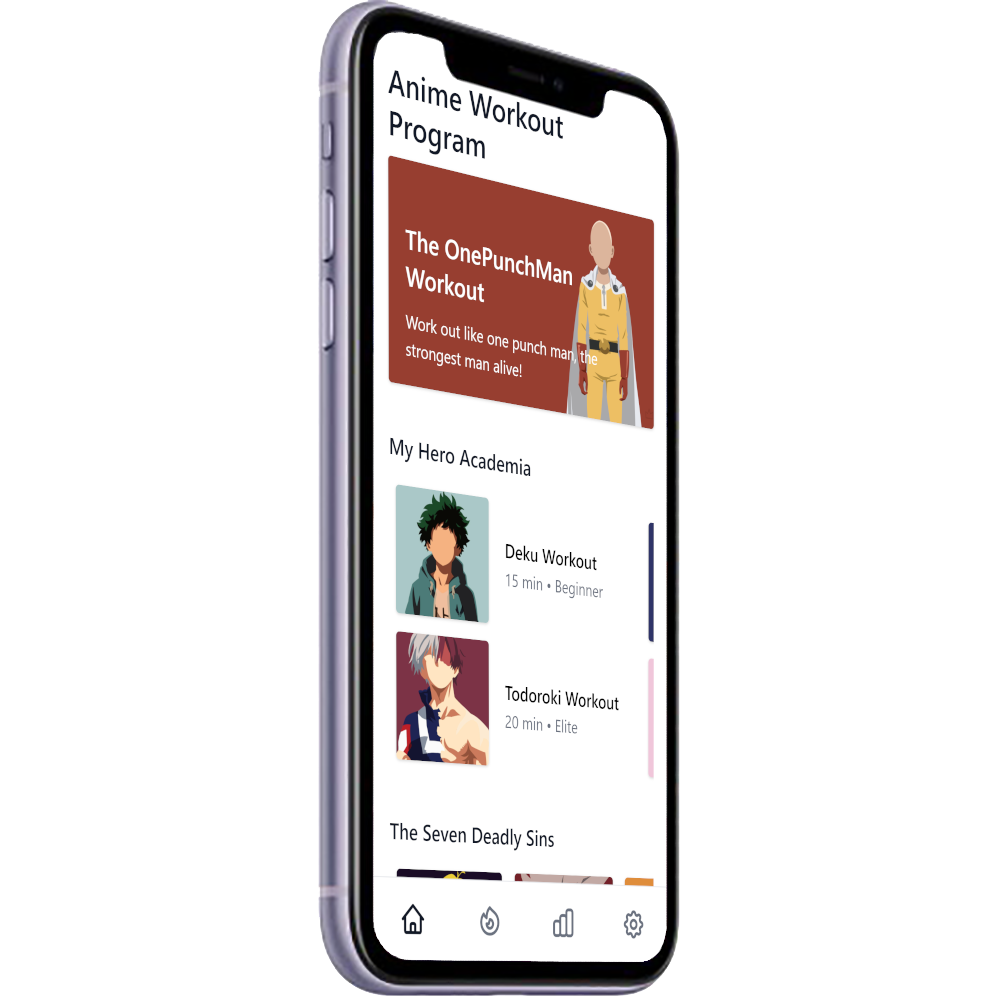 Anime Workout
Program
The OnePunchMan
Workout
Work out like one punch man, the
strongest man alive!
My Hero Academia
Deku Workout
15 min • Beginner
Todoroki Workout
20 min • Elite
The Seven Deadly Sins